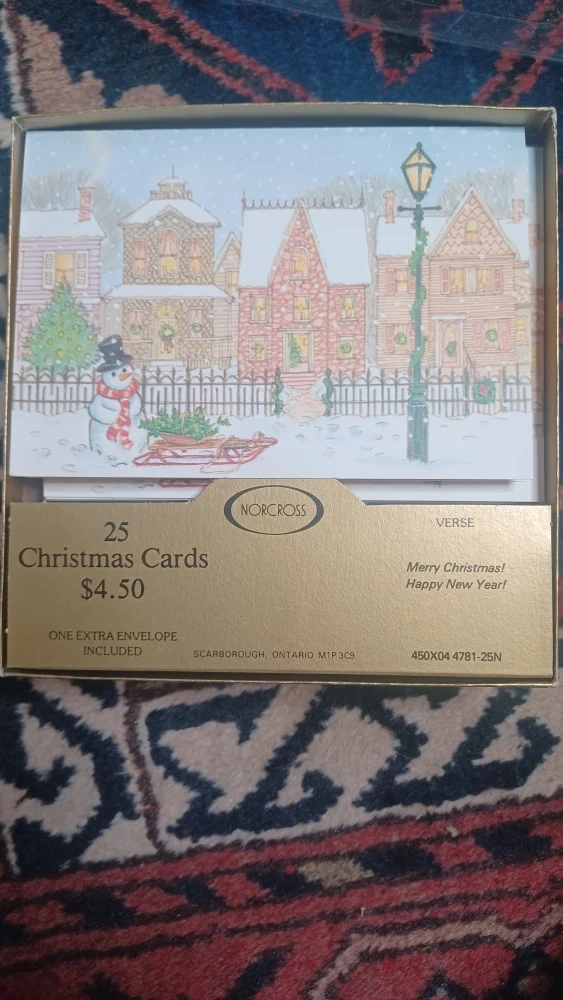 NORCROSS
25
Christmas Cards
$4.50
ONE EXTRA ENVELOPE
INCLUDED
SCARBOROUGH, ONTARIO M1P 3C9
VERSE
Merry Christmas!
Happy New Year!
450X04 4781-25N